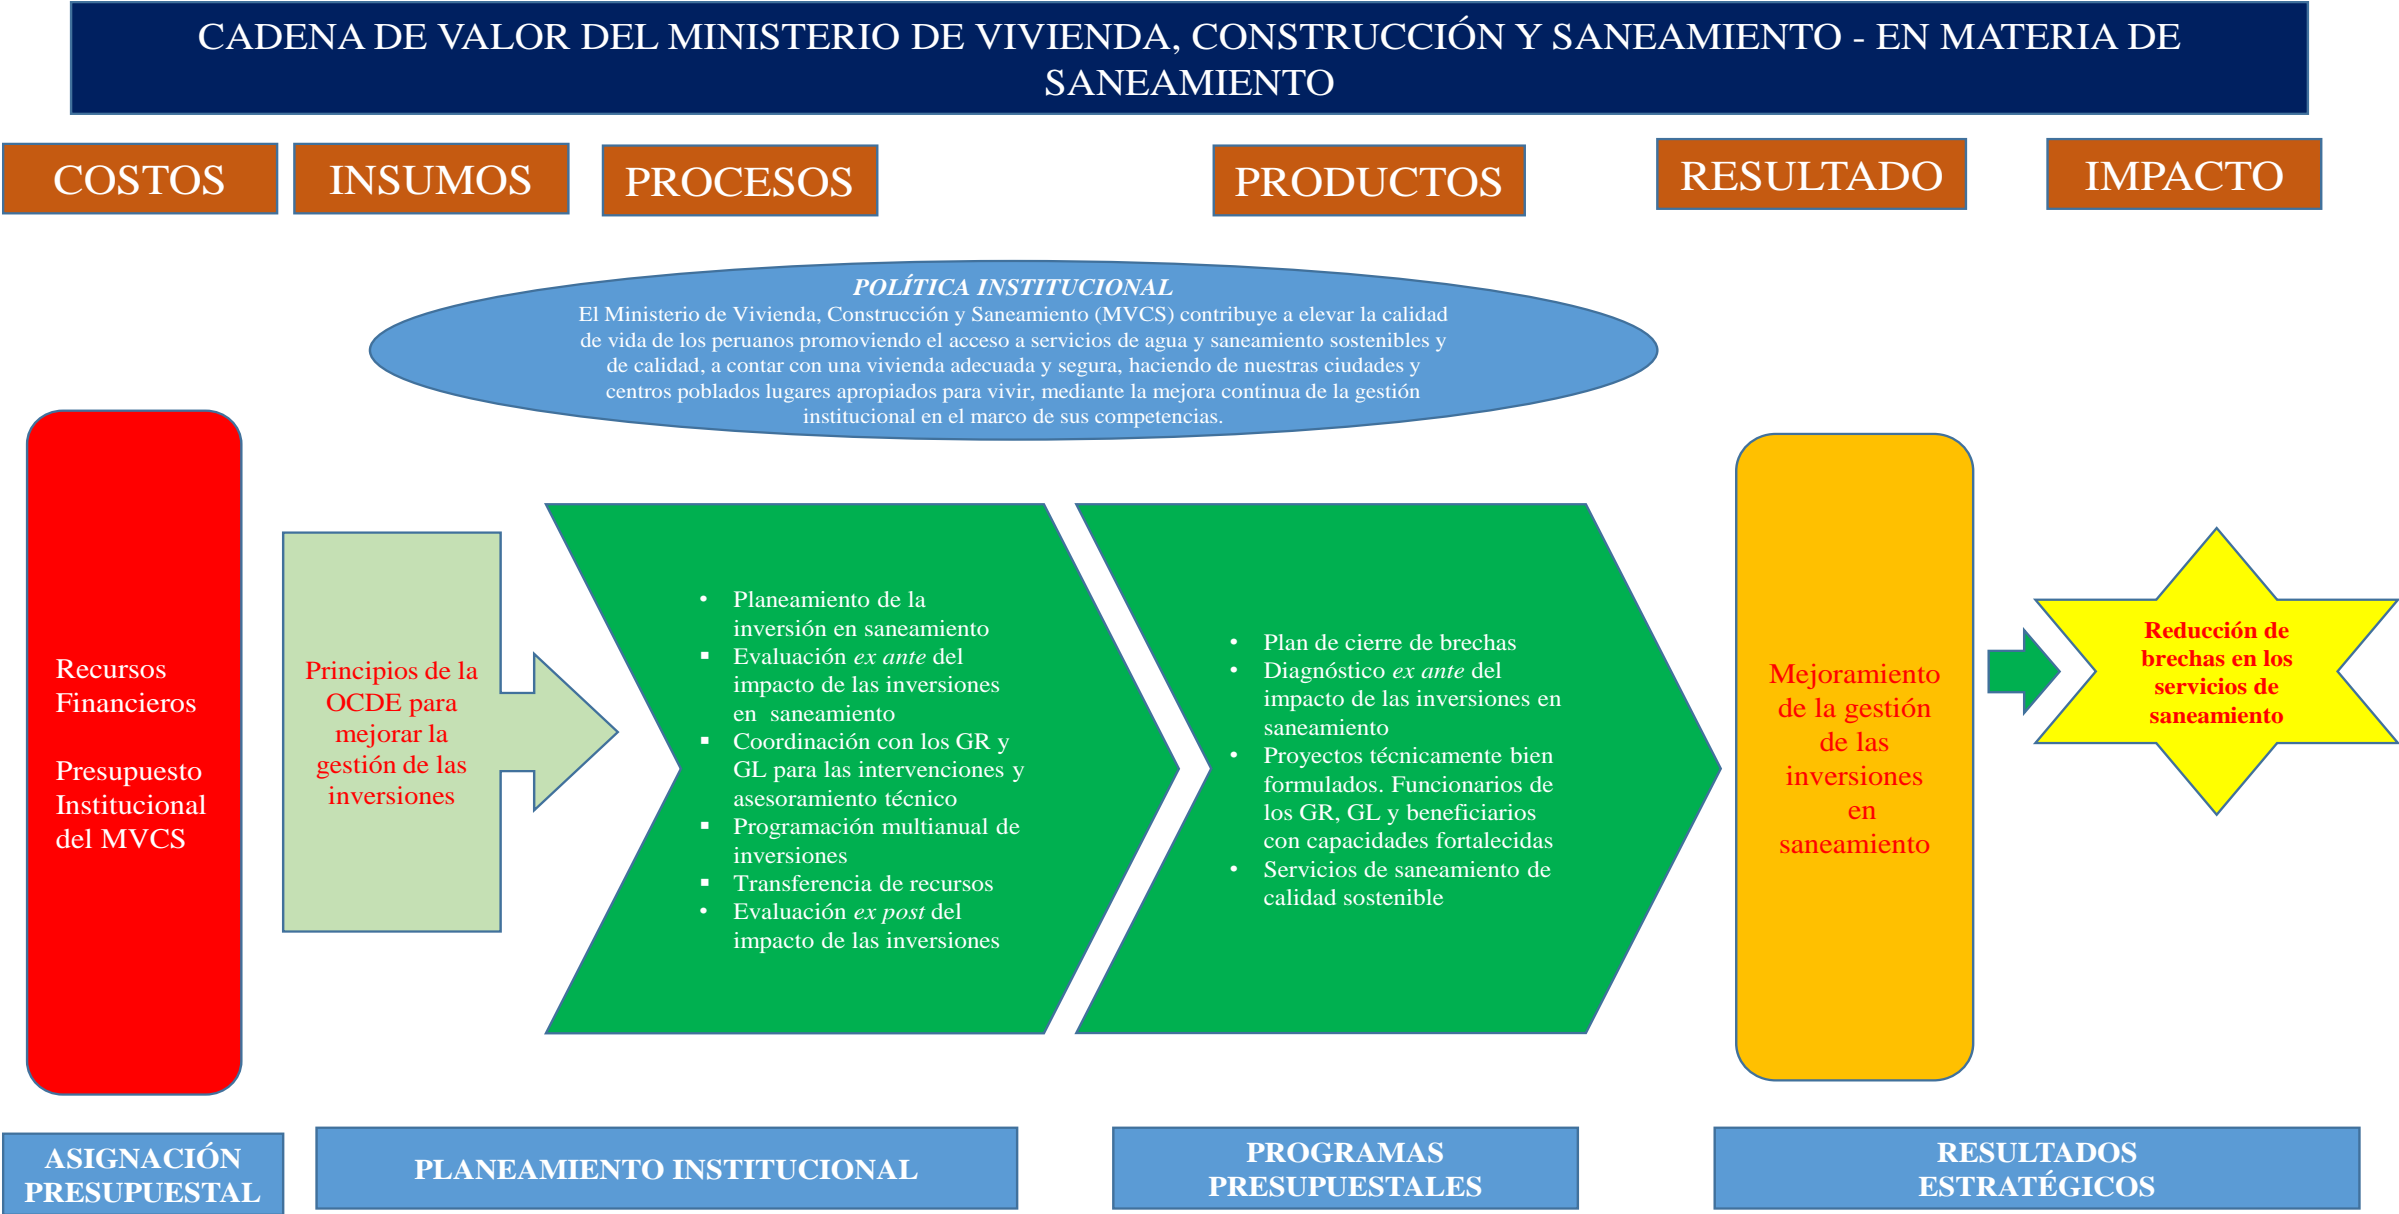 CADENA DE VALOR DEL MINISTERIO DE VIVIENDA, CONSTRUCCIÓN Y SANEAMIENTO - EN MATERIA DE
SANEAMIENTO
COSTOS
INSUMOS
PROCESOS
PRODUCTOS
RESULTADO
IMPACTO
POLÍTICA INSTITUCIONAL
El Ministerio de Vivienda, Construcción y Saneamiento (MVCS) contribuye a elevar la calidad
de vida de los peruanos promoviendo el acceso a servicios de agua y saneamiento sostenibles y
de calidad, a contar con una vivienda adecuada y segura, haciendo de nuestras ciudades y
centros poblados lugares apropiados para vivir, mediante la mejora continua de la gestión
institucional en el marco de sus competencias.
Recursos
Financieros
Presupuesto
Institucional
del MVCS
Principios de la
OCDE para
mejorar la
gestión de las
inversiones
• Planeamiento de la
inversión en saneamiento
▪ Evaluación ex ante del
impacto de las inversiones
en saneamiento
▪ Coordinación con los GR y
GL para las intervenciones y
asesoramiento técnico
▪ Programación multianual de
inversiones
▪ Transferencia de recursos
• Evaluación ex post del
impacto de las inversiones
• Plan de cierre de brechas
• Diagnóstico ex ante del
impacto de las inversiones en
saneamiento
• Proyectos técnicamente bien
formulados. Funcionarios de
los GR, GL y beneficiarios
con capacidades fortalecidas
• Servicios de saneamiento de
calidad sostenible
Mejoramiento
de la gestión
de las
inversiones
en
saneamiento
Reducción de
brechas en los
servicios de
saneamiento
ASIGNACIÓN
PRESUPUESTAL
PLANEAMIENTO INSTITUCIONAL
PROGRAMAS
PRESUPUESTALES
RESULTADOS
ESTRATÉGICOS